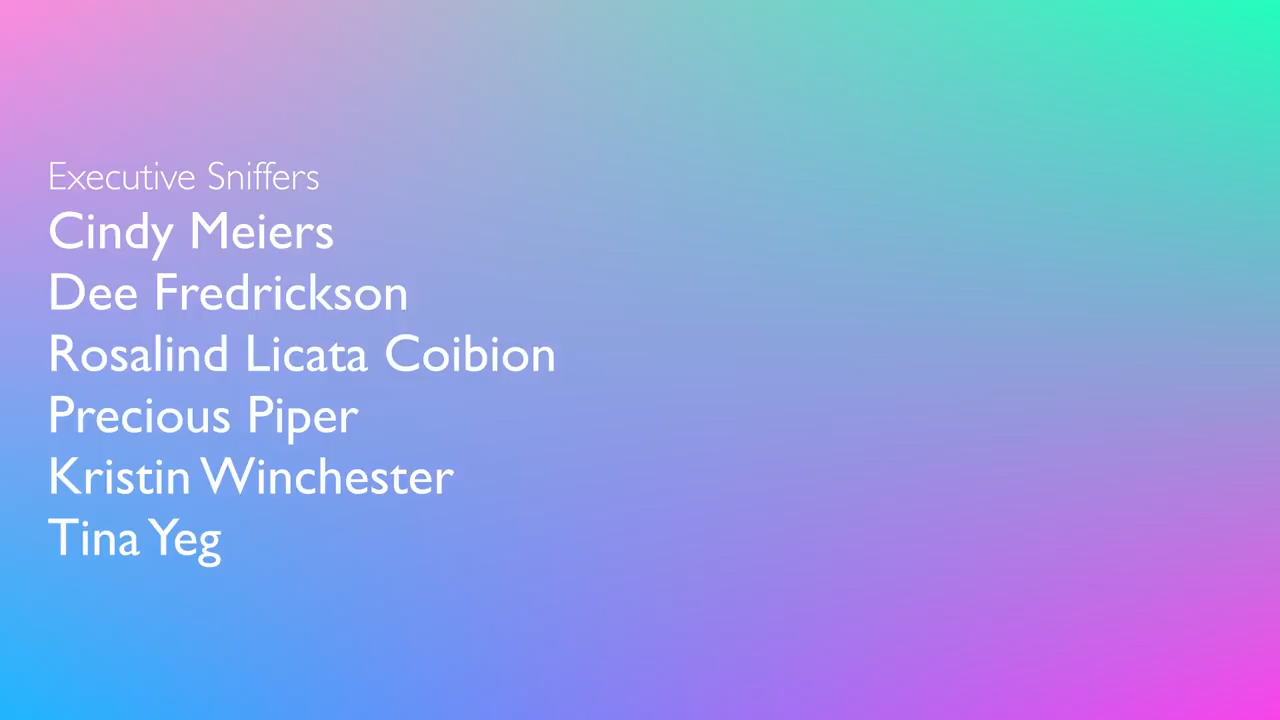 Executive Sniffers
Cindy Meiers
Dee Fredrickson
Rosalind Licata Coibion
Precious Piper
Kristin Winchester
Tina Yeg